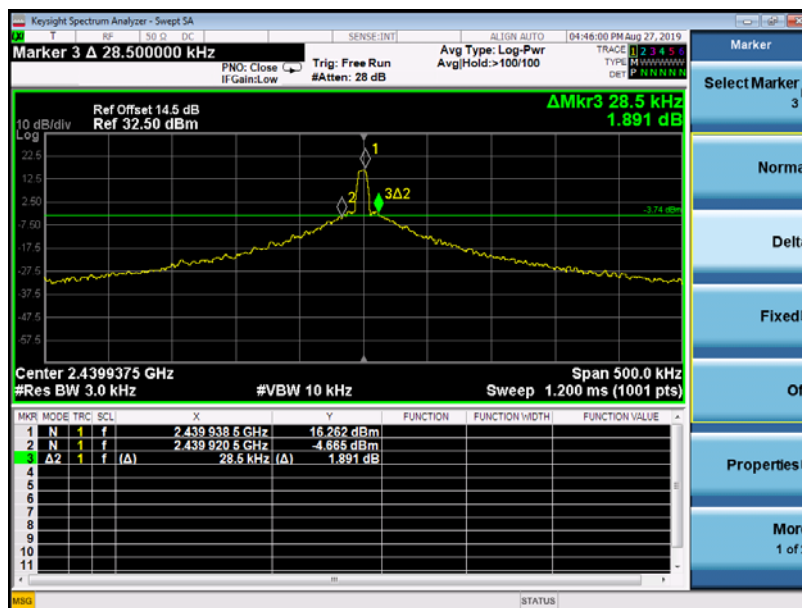 Keysight Spectrum Analyzer - Swept SA
T RF 50 Ω DC SENSE:INT ALIGN AUTO 04:46:00 PM Aug 27, 2019
Marker 3 Δ 28.500000 kHz
PNO: Close
IFGain:Low
Trig: Free Run
#Atten: 28 dB
Avg Type: Log-Pwr
Avg|Hold:>100/100
TRACE 1 2 3 4 5 6
TYPE M W W W W W
DET P N N N N N
Ref Offset 14.5 dB
Ref 32.50 dBm
10 dB/div
Log
ΔMkr3 28.5 kHz
1.891 dB
22.5
12.5
2.50
-7.50
-17.5
-27.5
-37.5
-47.5
-57.5
1
2
3Δ2
-3.74 dBm
Center 2.4399375 GHz
Span 500.0 kHz
#Res BW 3.0 kHz
#VBW 10 kHz
Sweep 1.200 ms (1001 pts)
MKR MODE TRC SCL X Y FUNCTION FUNCTION WIDTH FUNCTION VALUE
1 N 1 f 2.439 938 5 GHz 16.262 dBm
2 N 1 f 2.439 920 5 GHz -4.665 dBm
3 Δ2 1 f (Δ) 28.5 kHz (Δ) 1.891 dB
4
5
6
7
8
9
10
11
MSG
STATUS
Marker
Select Marker
3
Norma
Delt
Fixed
Of
Properties
More
1 of